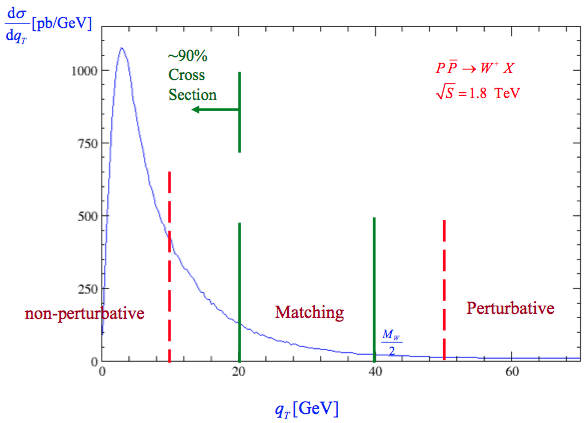 dσ
dq_T [pb/GeV]
~90%
Cross
Section
P P̄ → W⁺ X
√S = 1.8 TeV
1000
750
500
250
0
non-perturbative
Matching
Perturbative
M_W
2
0
20
40
60
q_T [GeV]